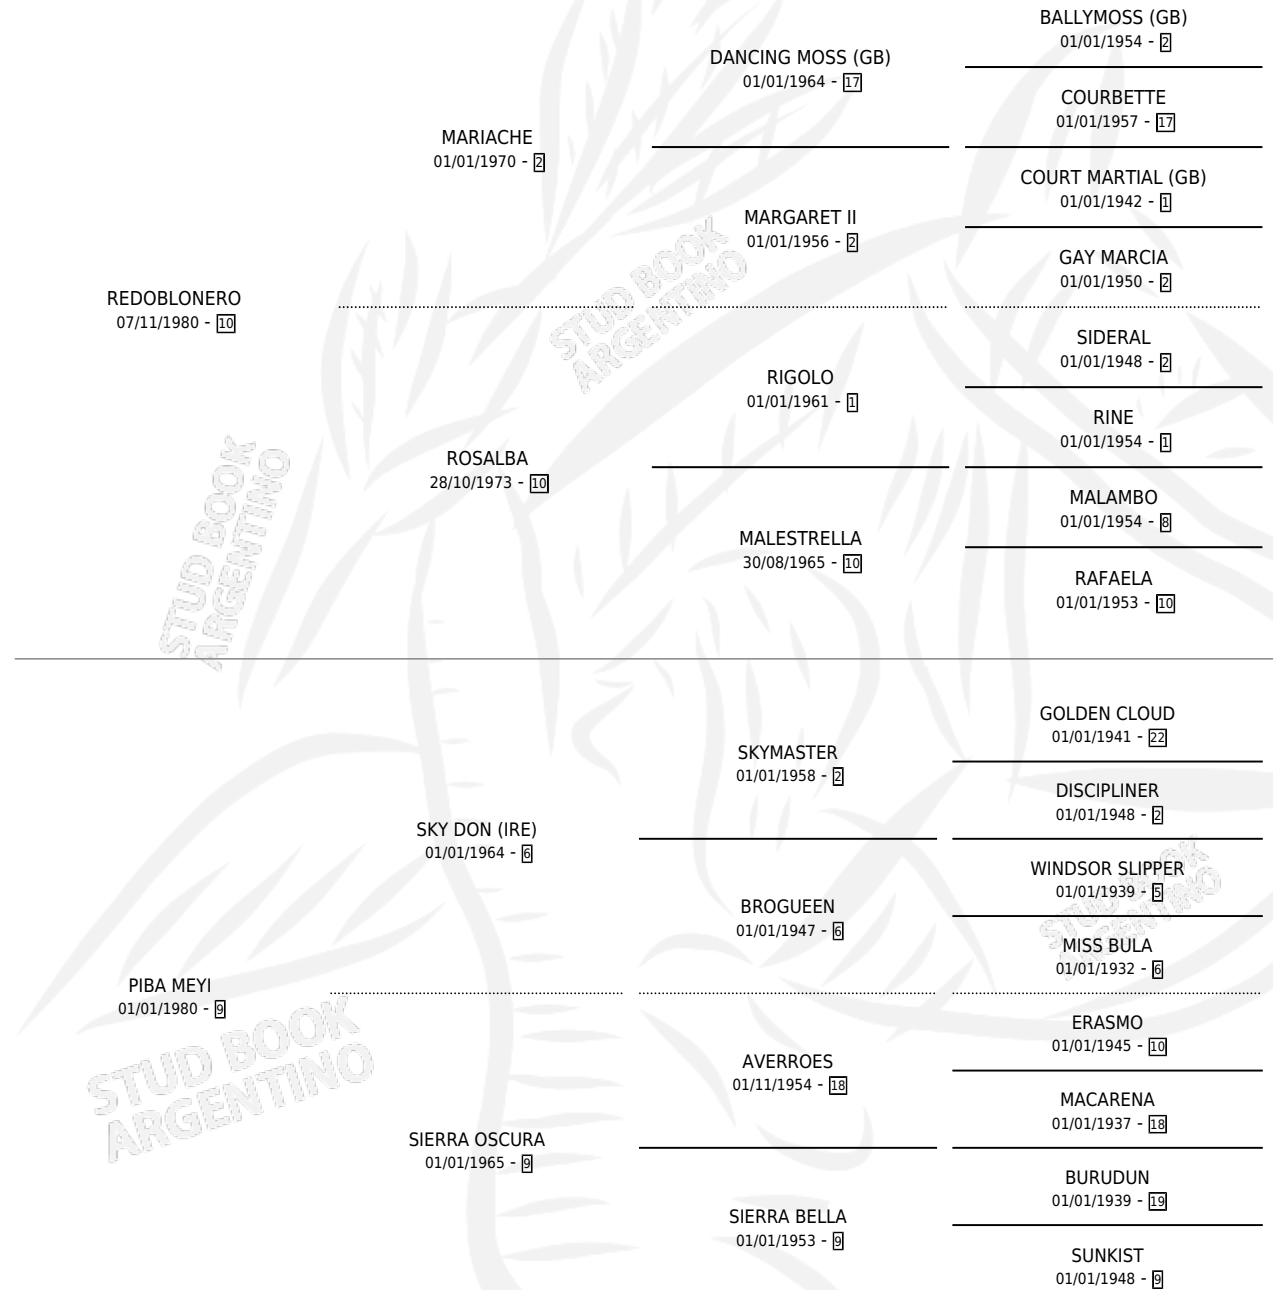 BALLYMOSS (GB)
01/01/1954 - 2
DANCING MOSS (GB)
01/01/1964 - 17
COURBETTE
01/01/1957 - 17
MARIACHE
01/01/1970 - 2
COURT MARTIAL (GB)
01/01/1942 - 1
MARGARET II
01/01/1956 - 2
GAY MARCIA
01/01/1950 - 2
REDOBLONERO
07/11/1980 - 10
SIDERAL
01/01/1948 - 2
RIGOLO
01/01/1961 - 1
RINE
01/01/1954 - 1
ROSALBA
28/10/1973 - 10
MALAMBO
01/01/1954 - 8
MALESTRELLA
30/08/1965 - 10
RAFAELA
01/01/1953 - 10
GOLDEN CLOUD
01/01/1941 - 22
SKYMASTER
01/01/1958 - 2
DISCIPLINER
01/01/1948 - 2
SKY DON (IRE)
01/01/1964 - 6
WINDSOR SLIPPER
01/01/1939 - 5
BROGUEEN
01/01/1947 - 6
MISS BULA
01/01/1932 - 6
PIBA MEYI
01/01/1980 - 9
ERASMO
01/01/1945 - 10
AVERROES
01/11/1954 - 18
MACARENA
01/01/1937 - 18
SIERRA OSCURA
01/01/1965 - 9
BURUDUN
01/01/1939 - 19
SIERRA BELLA
01/01/1953 - 9
SUNKIST
01/01/1948 - 9
STUD BOOK
ARGENTINO
STUD BOOK
ARGENTINO
STUD BOOK
ARGENTINO
STUD BOOK
ARGENTINO